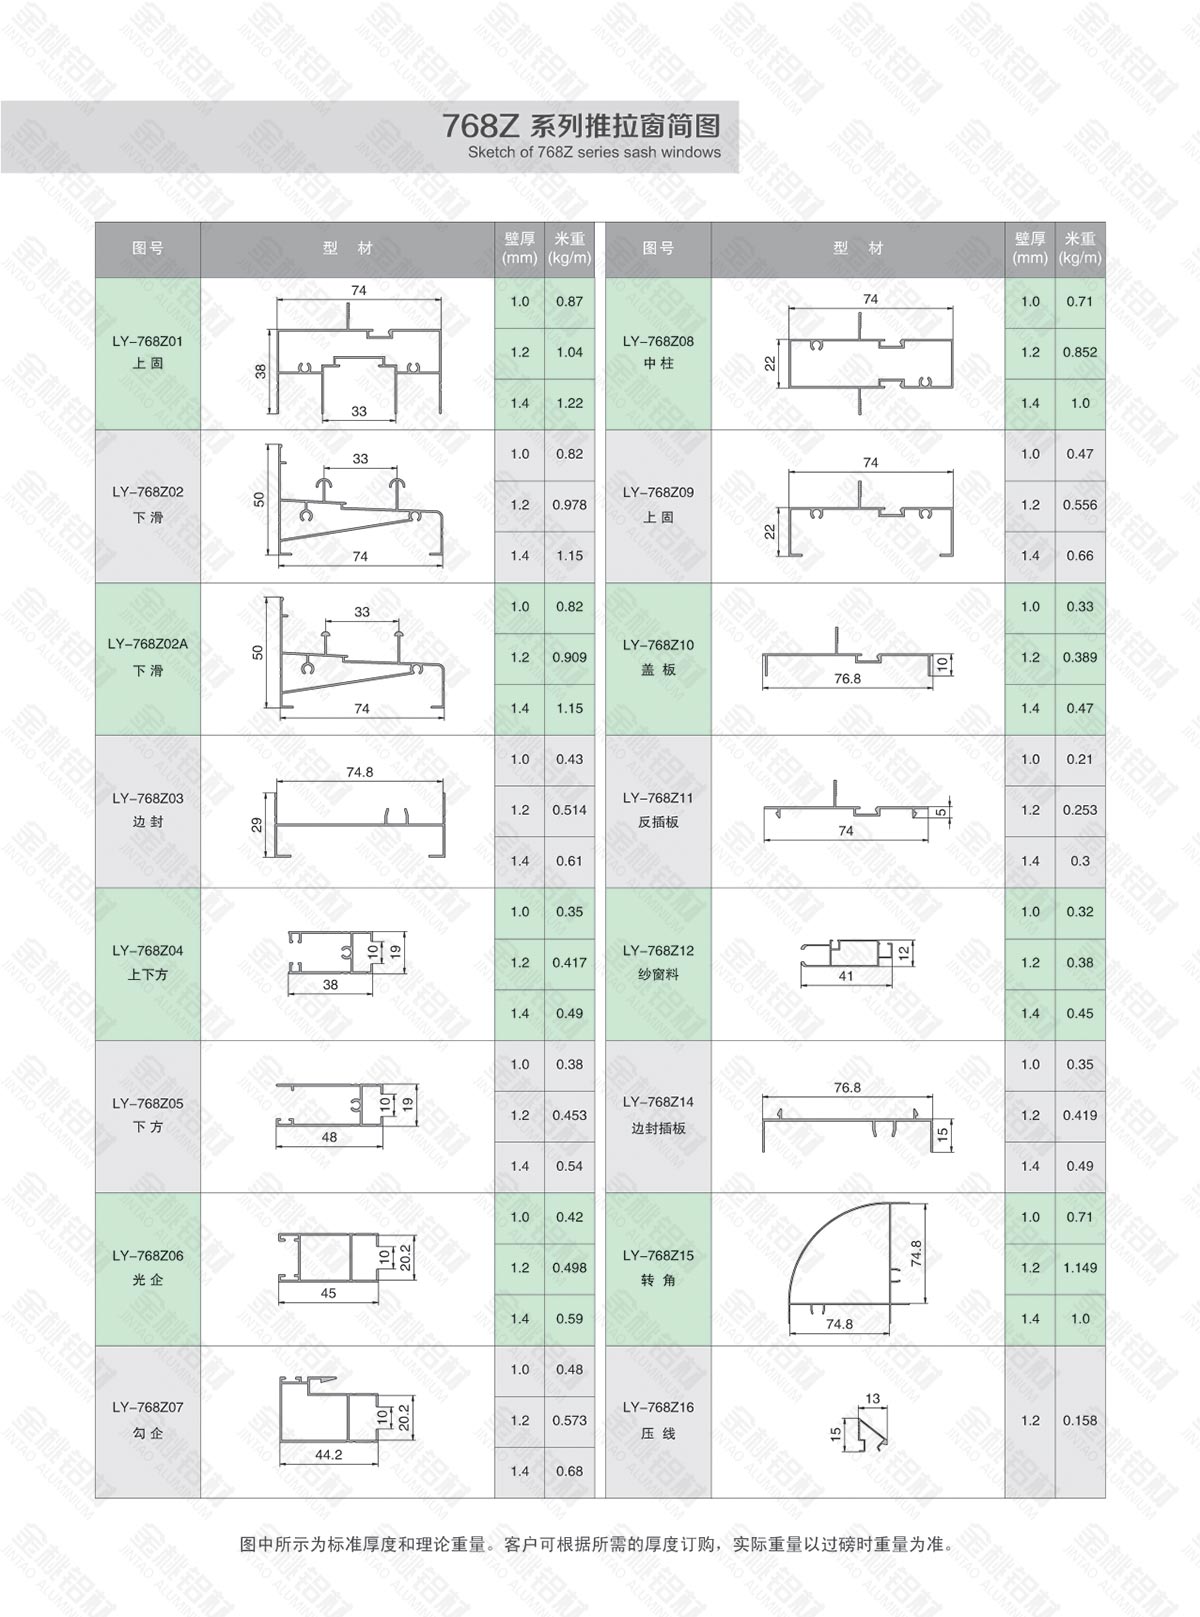 768Z 系列推拉窗简图
Sketch of 768Z series sash windows
图号 型 材 壁厚(mm) 米重(kg/m)
LY-768Z01
上固
74
38
33
1.0 0.87
1.2 1.04
1.4 1.22
LY-768Z02
下滑
33
50
74
1.0 0.82
1.2 0.978
1.4 1.15
LY-768Z02A
下滑
33
50
74
1.0 0.82
1.2 0.909
1.4 1.15
LY-768Z03
边封
74.8
29
1.0 0.43
1.2 0.514
1.4 0.61
LY-768Z04
上下方
10
19
38
1.0 0.35
1.2 0.417
1.4 0.49
LY-768Z05
下方
10
19
48
1.0 0.38
1.2 0.453
1.4 0.54
LY-768Z06
光企
10
20.2
45
1.0 0.42
1.2 0.498
1.4 0.59
LY-768Z07
勾企
10
20.2
44.2
1.0 0.48
1.2 0.573
1.4 0.68
图号 型 材 壁厚(mm) 米重(kg/m)
LY-768Z08
中柱
74
22
1.0 0.71
1.2 0.852
1.4 1.0
LY-768Z09
上固
74
22
1.0 0.47
1.2 0.556
1.4 0.66
LY-768Z10
盖板
10
76.8
1.0 0.33
1.2 0.389
1.4 0.47
LY-768Z11
反插板
5
74
1.0 0.21
1.2 0.253
1.4 0.3
LY-768Z12
纱窗料
12
41
1.0 0.32
1.2 0.38
1.4 0.45
LY-768Z14
边封插板
76.8
15
1.0 0.35
1.2 0.419
1.4 0.49
LY-768Z15
转角
74.8
74.8
1.0 0.71
1.2 1.149
1.4 1.0
LY-768Z16
压线
13
15
1.2 0.158
图中所示为标准厚度和理论重量。客户可根据所需的厚度订购，实际重量以过磅时重量为准。
金桃铝材
JINTAO ALUMINIUM